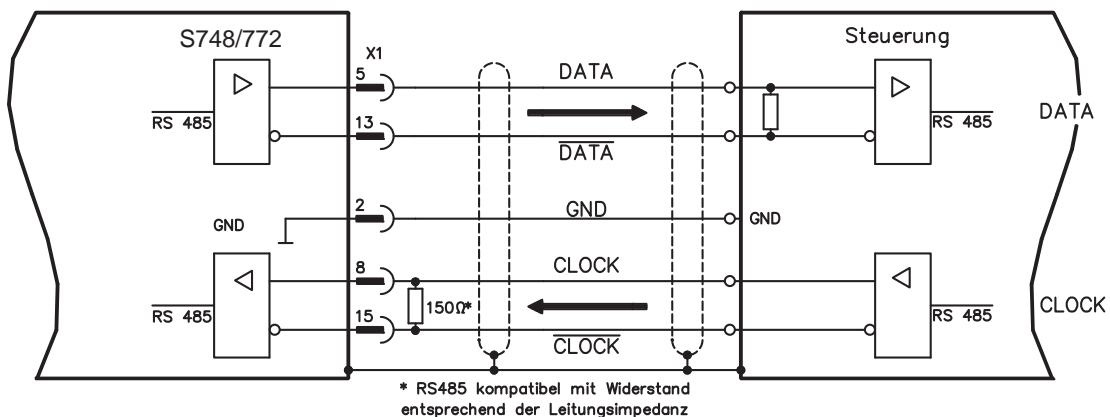 S748/772
X1
Steuerung
5
DATA
RS 485
RS 485
DATA
13
DATA
2
GND
GND
GND
8
CLOCK
RS 485
150Ω*
RS 485
CLOCK
15
CLOCK
* RS485 kompatibel mit Widerstand
entsprechend der Leitungsimpedanz